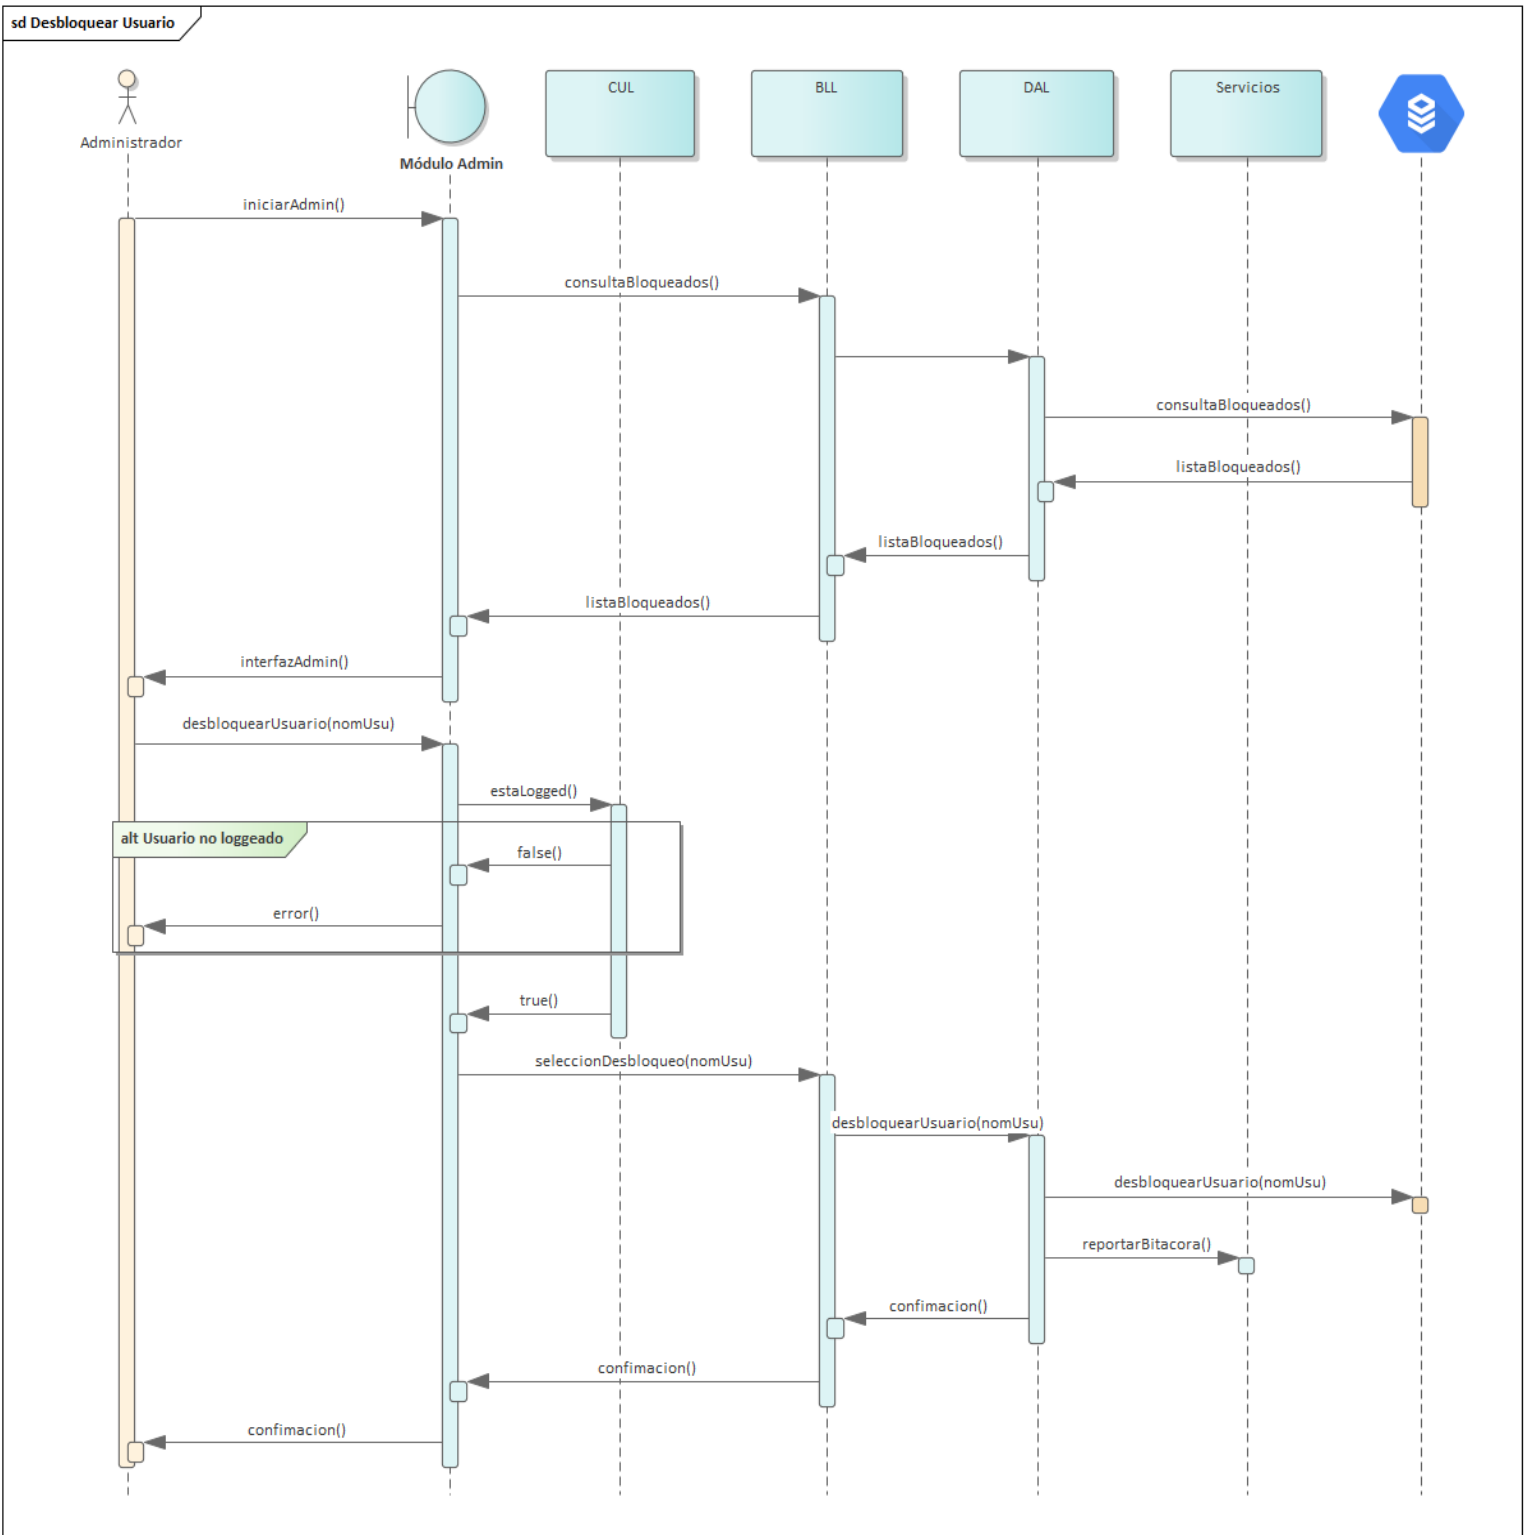 sd Desbloquear Usuario
Administrador
Módulo Admin
CUL
BLL
DAL
Servicios
iniciarAdmin()
consultaBloqueados()
consultaBloqueados()
listaBloqueados()
listaBloqueados()
listaBloqueados()
interfazAdmin()
desbloquearUsuario(nomUsu)
estaLogged()
alt Usuario no loggeado
false()
error()
true()
seleccionDesbloqueo(nomUsu)
desbloquearUsuario(nomUsu)
desbloquearUsuario(nomUsu)
reportarBitacora()
confimacion()
confimacion()
confimacion()